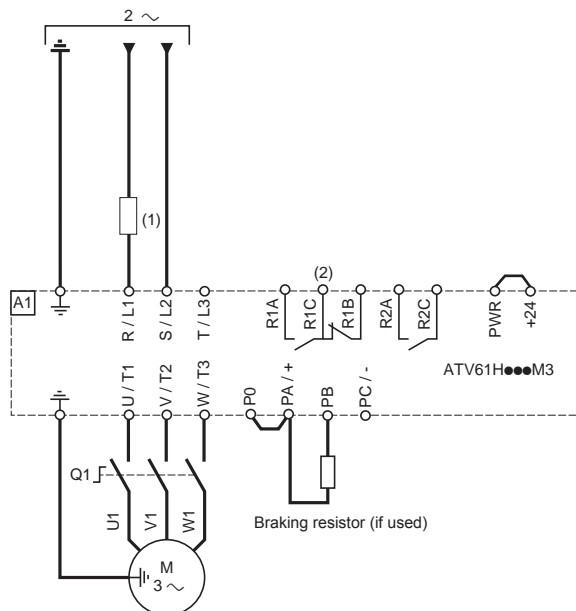 2 ~
(1)
(2)
A1
R / L1
S / L2
T / L3
R1A
R1C
R1B
R2A
R2C
PWR
+24
ATV61H●●●M3
U / T1
V / T2
W / T3
P0
PA / +
PB
PC / -
Q1
U1
V1
W1
Braking resistor (if used)
M
3 ~